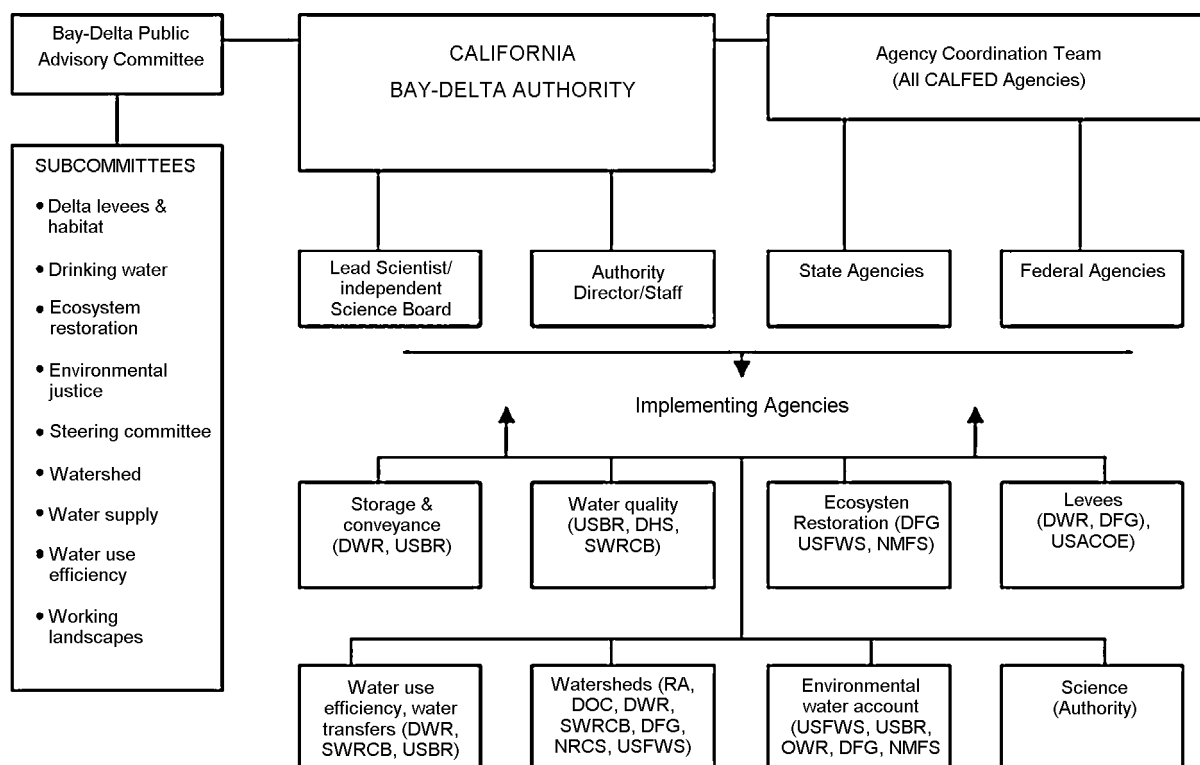 Bay-Delta Public
Advisory Committee
CALIFORNIA
BAY-DELTA AUTHORITY
Agency Coordination Team
(All CALFED Agencies)
SUBCOMMITTEES
• Delta levees &
habitat
• Drinking water
• Ecosystem
restoration
• Environmental
justice
• Steering committee
• Watershed
• Water supply
• Water use
efficiency
• Working
landscapes
Lead Scientist/
independent
Science Board
Authority
Director/Staff
State Agencies
Federal Agencies
Implementing Agencies
Storage &
conveyance
(DWR, USBR)
Water quality
(USBR, DHS,
SWRCB)
Ecosysten
Restoration (DFG
USFWS, NMFS)
Levees
(DWR, DFG),
USACOE)
Water use
efficiency, water
transfers (DWR,
SWRCB, USBR)
Watersheds (RA,
DOC, DWR,
SWRCB, DFG,
NRCS, USFWS)
Environmental
water account
(USFWS, USBR,
OWR, DFG, NMFS
Science
(Authority)